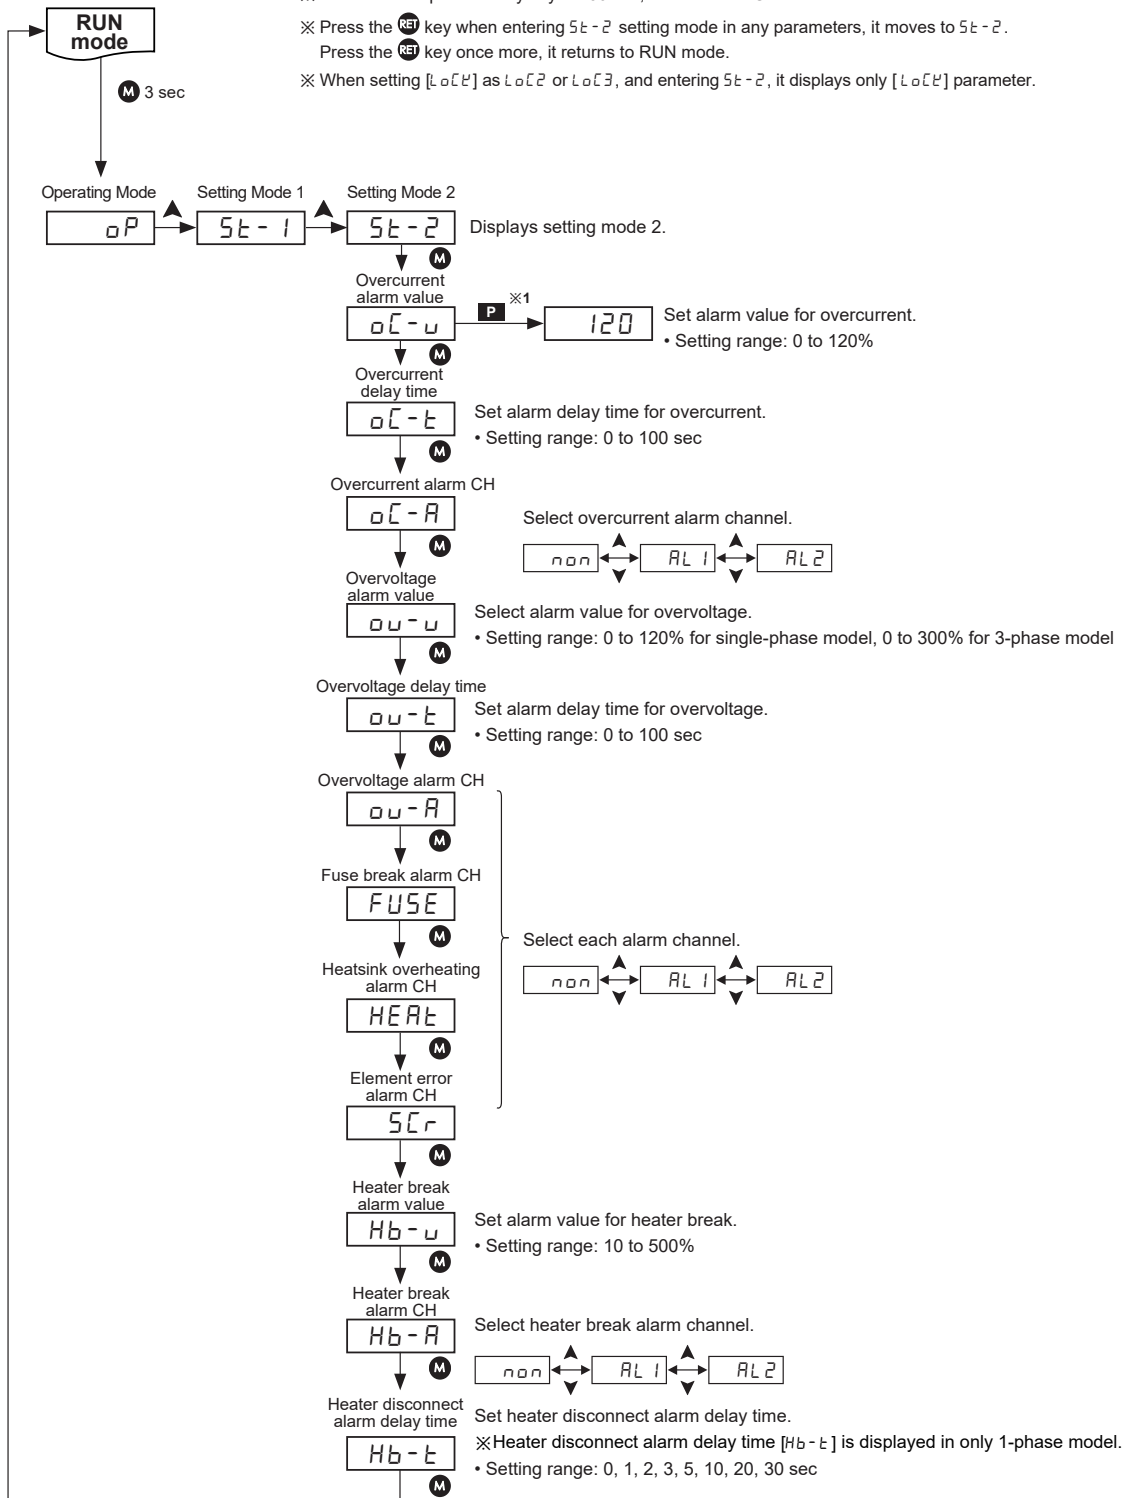 RUN
mode
※ Press the RET key when entering St-2 setting mode in any parameters, it moves to St-2.
Press the RET key once more, it returns to RUN mode.
※ When setting [LoCK] as LoC2 or LoC3, and entering St-2, it displays only [LoCK] parameter.
M 3 sec
Operating Mode
Setting Mode 1
Setting Mode 2
oP
St-1
St-2
Displays setting mode 2.
M
Overcurrent
alarm value
oC-u
P ※1
120
Set alarm value for overcurrent.
• Setting range: 0 to 120%
M
Overcurrent
delay time
oC-t
Set alarm delay time for overcurrent.
• Setting range: 0 to 100 sec
M
Overcurrent alarm CH
oC-A
Select overcurrent alarm channel.
non
AL1
AL2
M
Overvoltage
alarm value
ou-u
Select alarm value for overvoltage.
• Setting range: 0 to 120% for single-phase model, 0 to 300% for 3-phase model
M
Overvoltage delay time
ou-t
Set alarm delay time for overvoltage.
• Setting range: 0 to 100 sec
M
Overvoltage alarm CH
ou-A
M
Fuse break alarm CH
FUSE
M
Select each alarm channel.
non
AL1
AL2
Heatsink overheating
alarm CH
HEAt
M
Element error
alarm CH
SCr
M
Heater break
alarm value
Hb-u
Set alarm value for heater break.
• Setting range: 10 to 500%
M
Heater break
alarm CH
Hb-A
Select heater break alarm channel.
non
AL1
AL2
M
Heater disconnect
alarm delay time
Hb-t
Set heater disconnect alarm delay time.
※Heater disconnect alarm delay time [Hb-t] is displayed in only 1-phase model.
• Setting range: 0, 1, 2, 3, 5, 10, 20, 30 sec
M